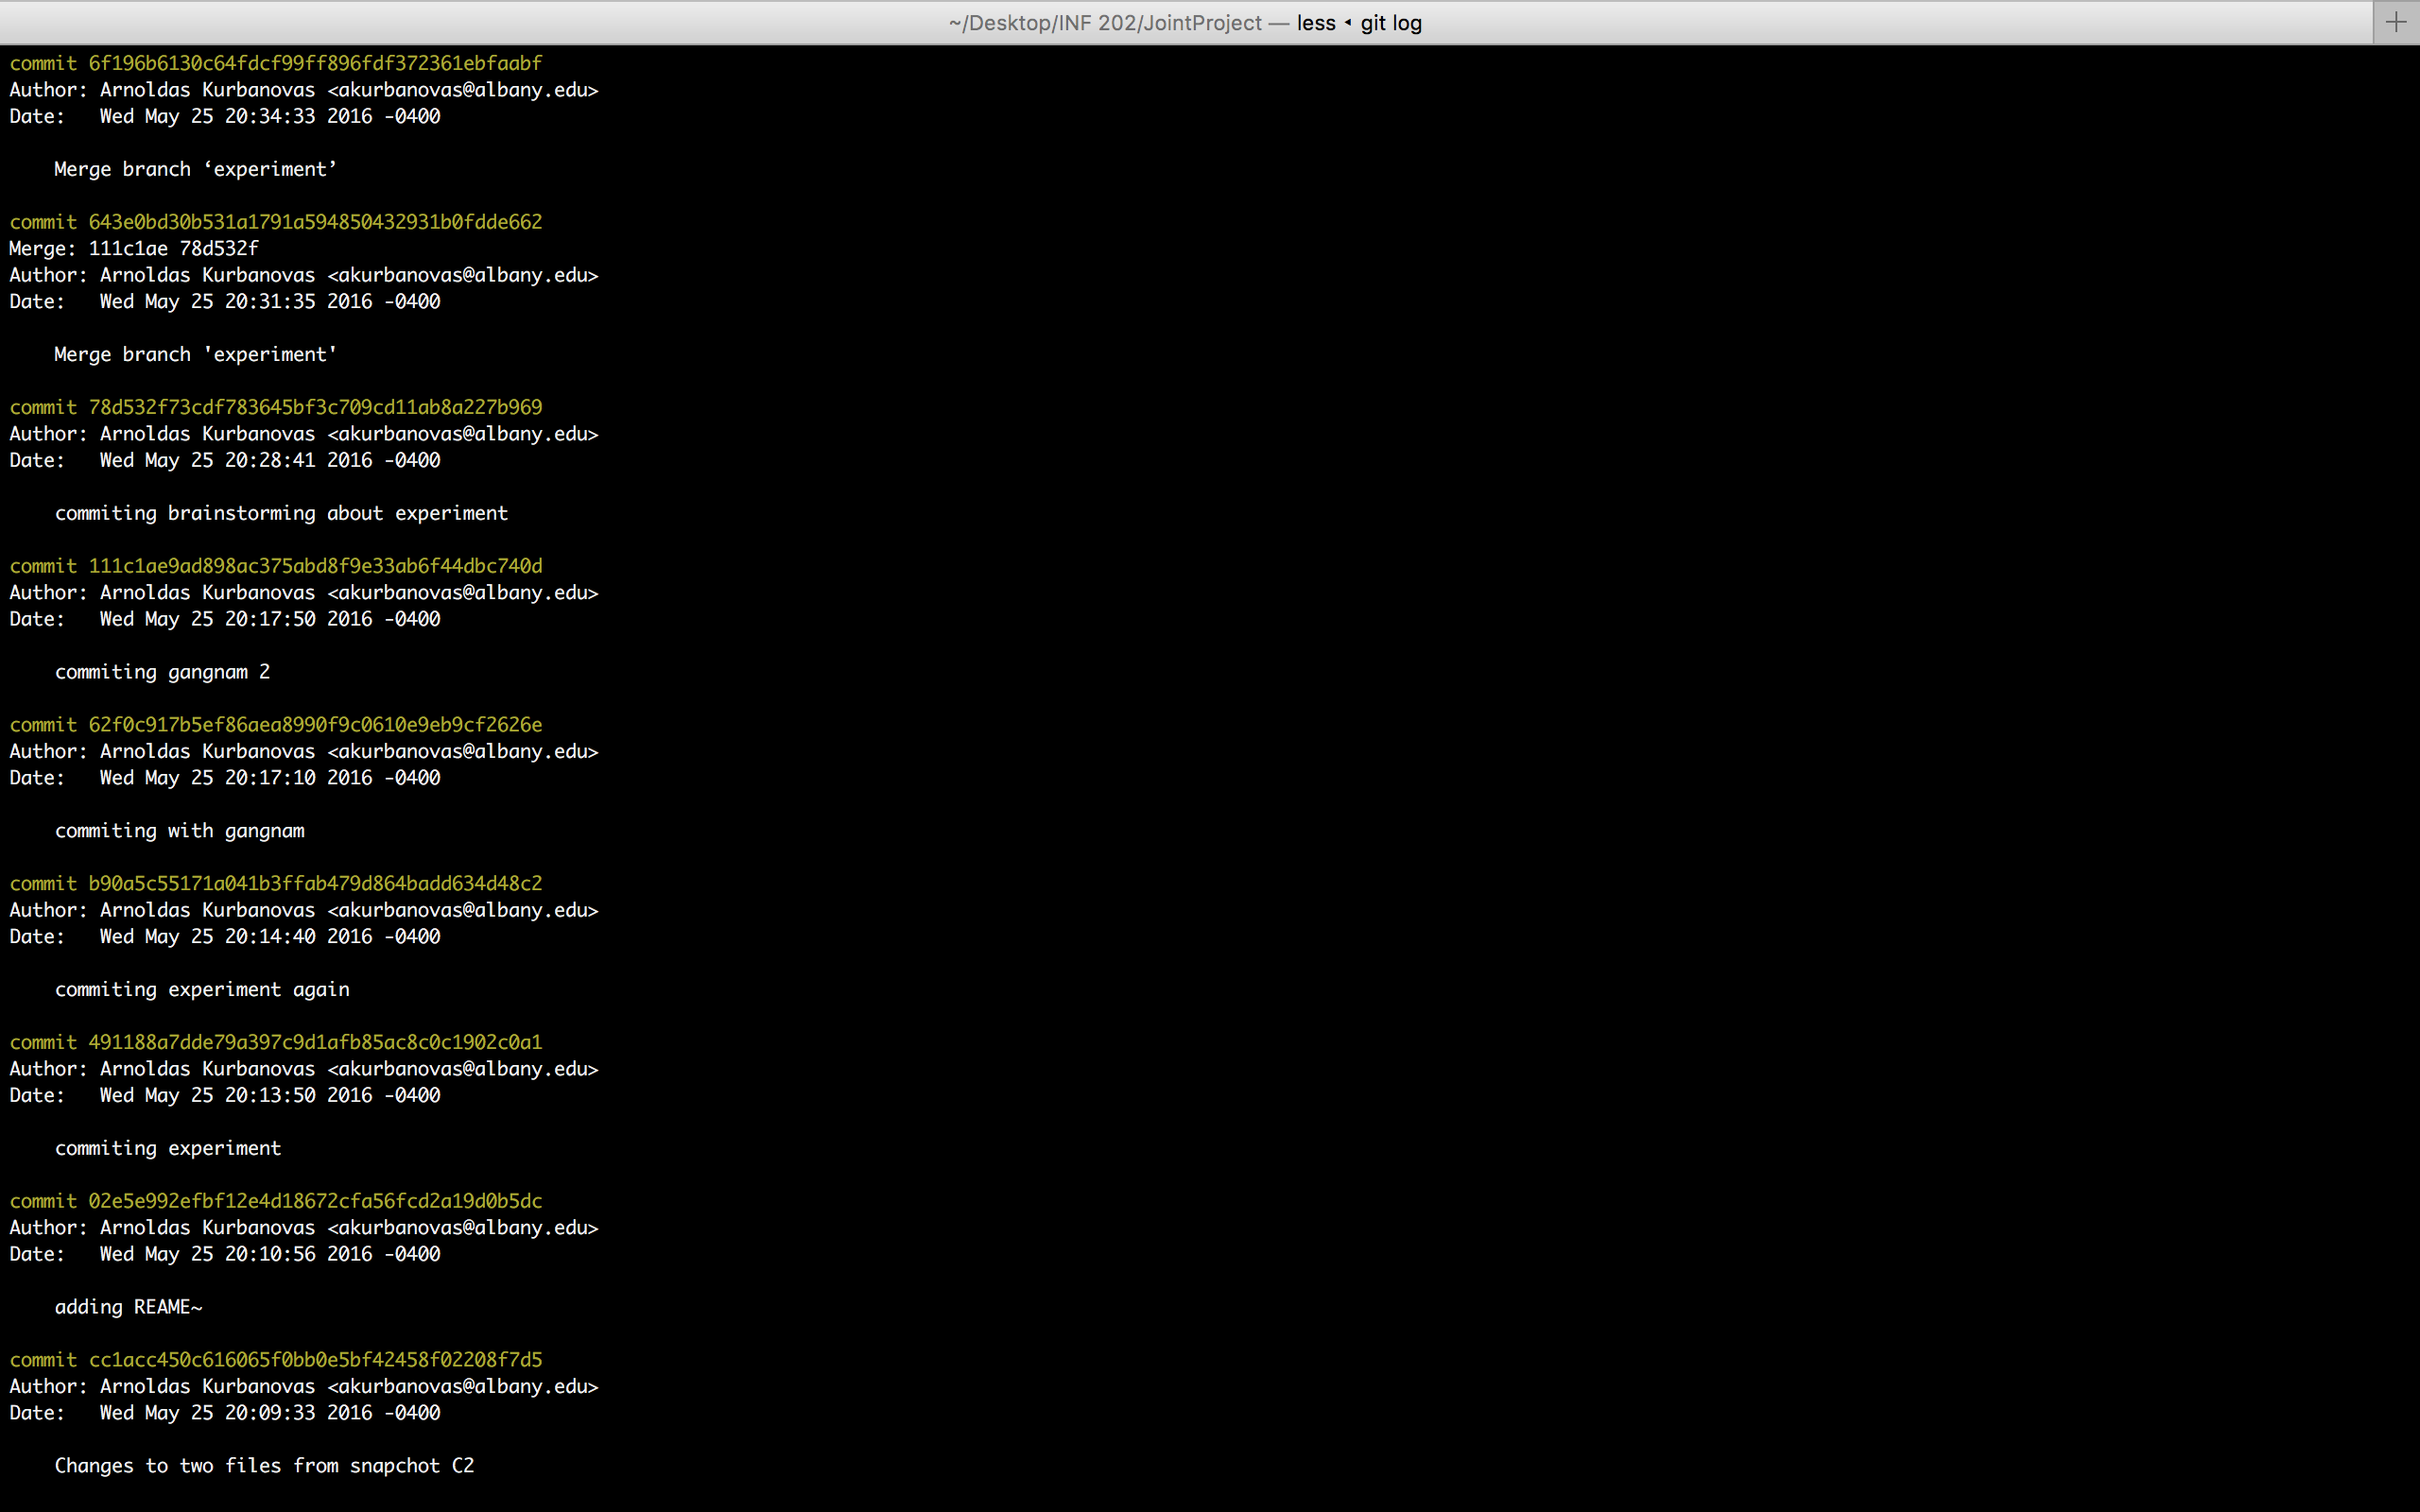 ~/Desktop/INF 202/JointProject — less ◂ git log
commit 6f196b6130c64fdcf99ff896fdf372361ebfaabf
Author: Arnoldas Kurbanovas <akurbanovas@albany.edu>
Date:   Wed May 25 20:34:33 2016 -0400
Merge branch ‘experiment’
commit 643e0bd30b531a1791a594850432931b0fdde662
Merge: 111c1ae 78d532f
Author: Arnoldas Kurbanovas <akurbanovas@albany.edu>
Date:   Wed May 25 20:31:35 2016 -0400
Merge branch 'experiment'
commit 78d532f73cdf783645bf3c709cd11ab8a227b969
Author: Arnoldas Kurbanovas <akurbanovas@albany.edu>
Date:   Wed May 25 20:28:41 2016 -0400
commiting brainstorming about experiment
commit 111c1ae9ad898ac375abd8f9e33ab6f44dbc740d
Author: Arnoldas Kurbanovas <akurbanovas@albany.edu>
Date:   Wed May 25 20:17:50 2016 -0400
commiting gangnam 2
commit 62f0c917b5ef86aea8990f9c0610e9eb9cf2626e
Author: Arnoldas Kurbanovas <akurbanovas@albany.edu>
Date:   Wed May 25 20:17:10 2016 -0400
commiting with gangnam
commit b90a5c55171a041b3ffab479d864badd634d48c2
Author: Arnoldas Kurbanovas <akurbanovas@albany.edu>
Date:   Wed May 25 20:14:40 2016 -0400
commiting experiment again
commit 491188a7dde79a397c9d1afb85ac8c0c1902c0a1
Author: Arnoldas Kurbanovas <akurbanovas@albany.edu>
Date:   Wed May 25 20:13:50 2016 -0400
commiting experiment
commit 02e5e992efbf12e4d18672cfa56fcd2a19d0b5dc
Author: Arnoldas Kurbanovas <akurbanovas@albany.edu>
Date:   Wed May 25 20:10:56 2016 -0400
adding REAME~
commit cc1acc450c616065f0bb0e5bf42458f02208f7d5
Author: Arnoldas Kurbanovas <akurbanovas@albany.edu>
Date:   Wed May 25 20:09:33 2016 -0400
Changes to two files from snapchot C2